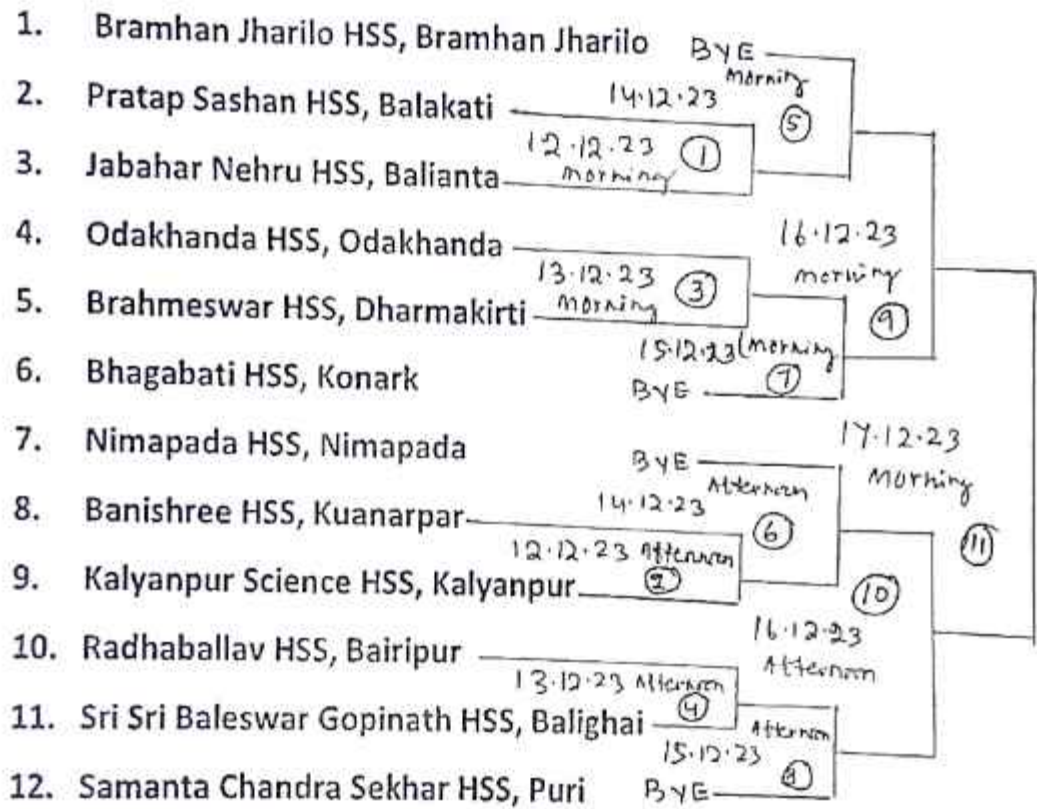 1. Bramhan Jharilo HSS, Bramhan Jharilo BYE
Morning
2. Pratap Sashan HSS, Balakati 14.12.23 5
12.12.23 1
3. Jabahar Nehru HSS, Balianta morning
4. Odakhanda HSS, Odakhanda 16.12.23
13.12.23 3 morning
5. Brahmeswar HSS, Dharmakirti morning 9
15.12.23 (morning
6. Bhagabati HSS, Konark BYE 7
7. Nimapada HSS, Nimapada BYE 17.12.23
Afternoon Morning
8. Banishree HSS, Kuanarpar 14.12.23 6
12.12.23 Afternoon 11
9. Kalyanpur Science HSS, Kalyanpur 2 10
16.12.23
10. Radhaballav HSS, Bairipur Afternoon
13.12.23 Afternoon
11. Sri Sri Baleswar Gopinath HSS, Balighai 4 Afternoon
15.12.23 8
12. Samanta Chandra Sekhar HSS, Puri BYE